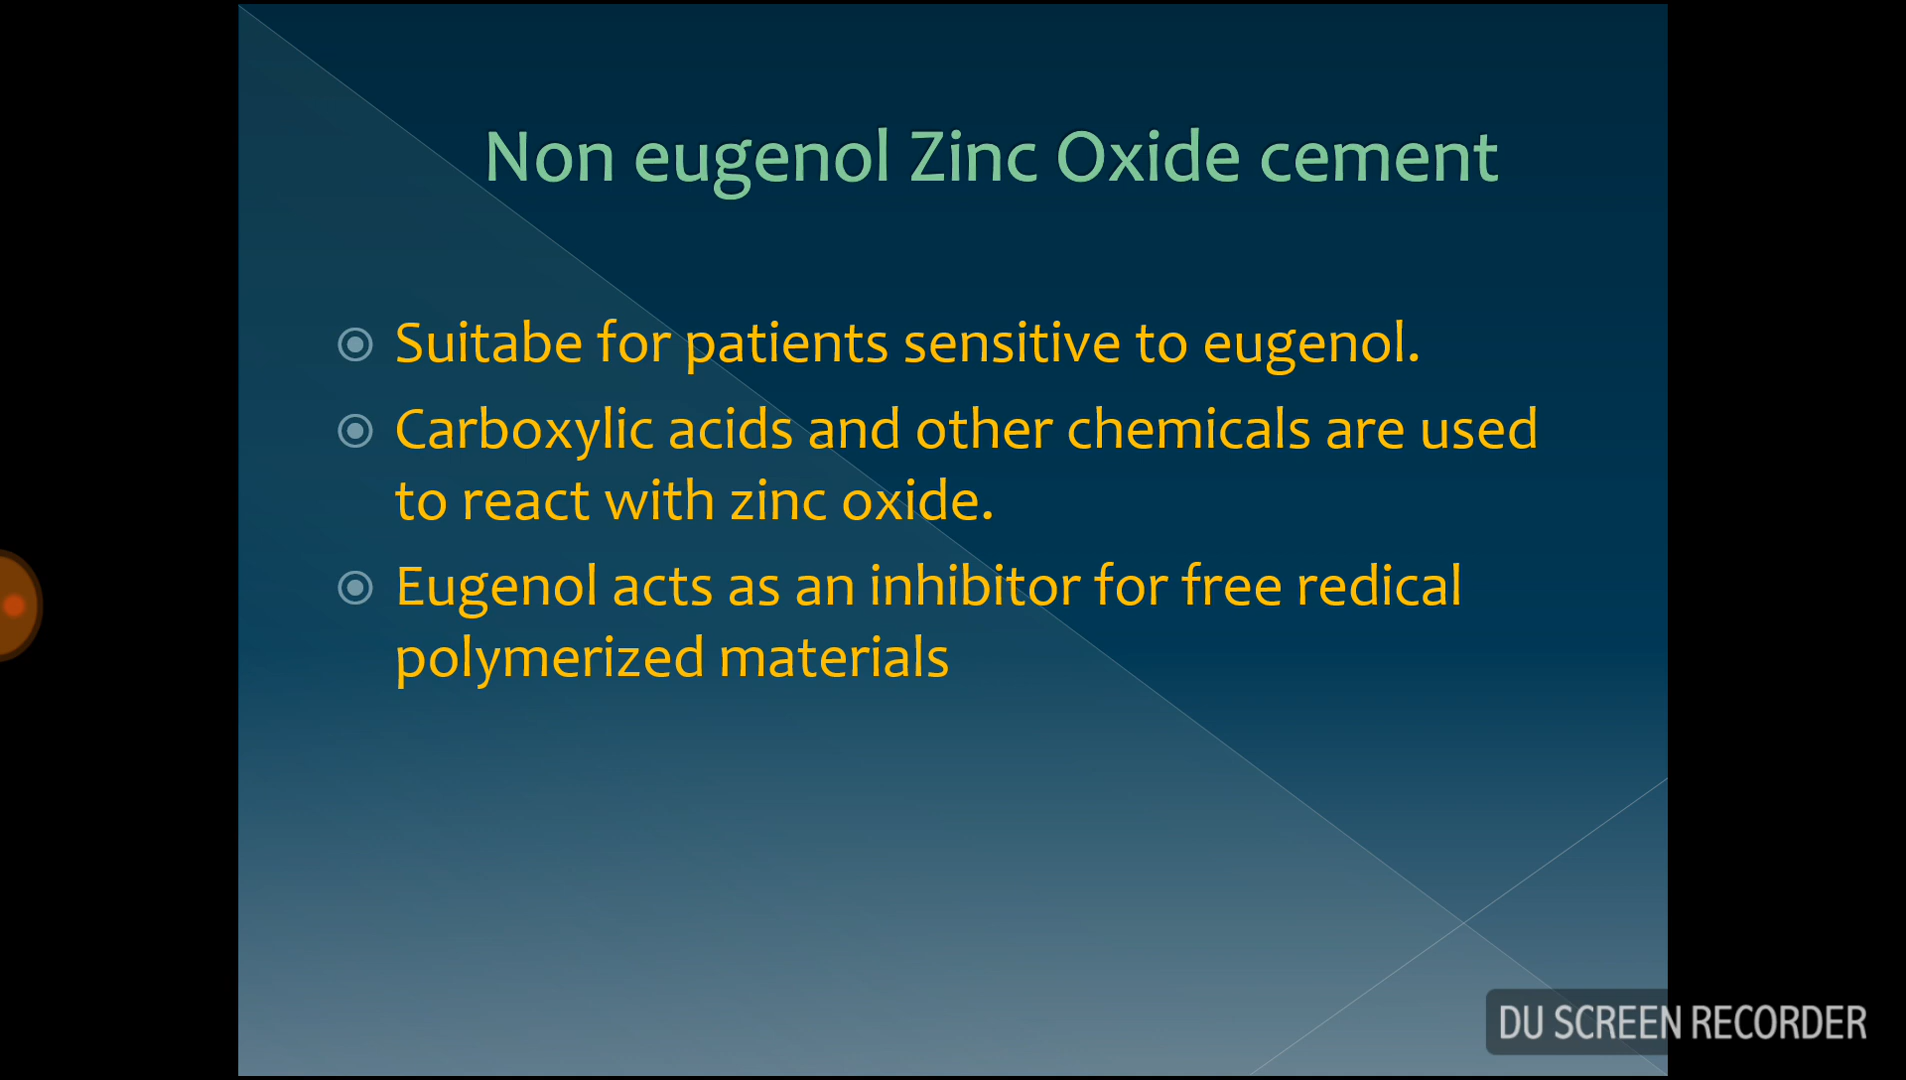 Non eugenol Zinc Oxide cement
Suitabe for patients sensitive to eugenol.
Carboxylic acids and other chemicals are used
to react with zinc oxide.
Eugenol acts as an inhibitor for free redical
polymerized materials
DU SCREEN RECORDER